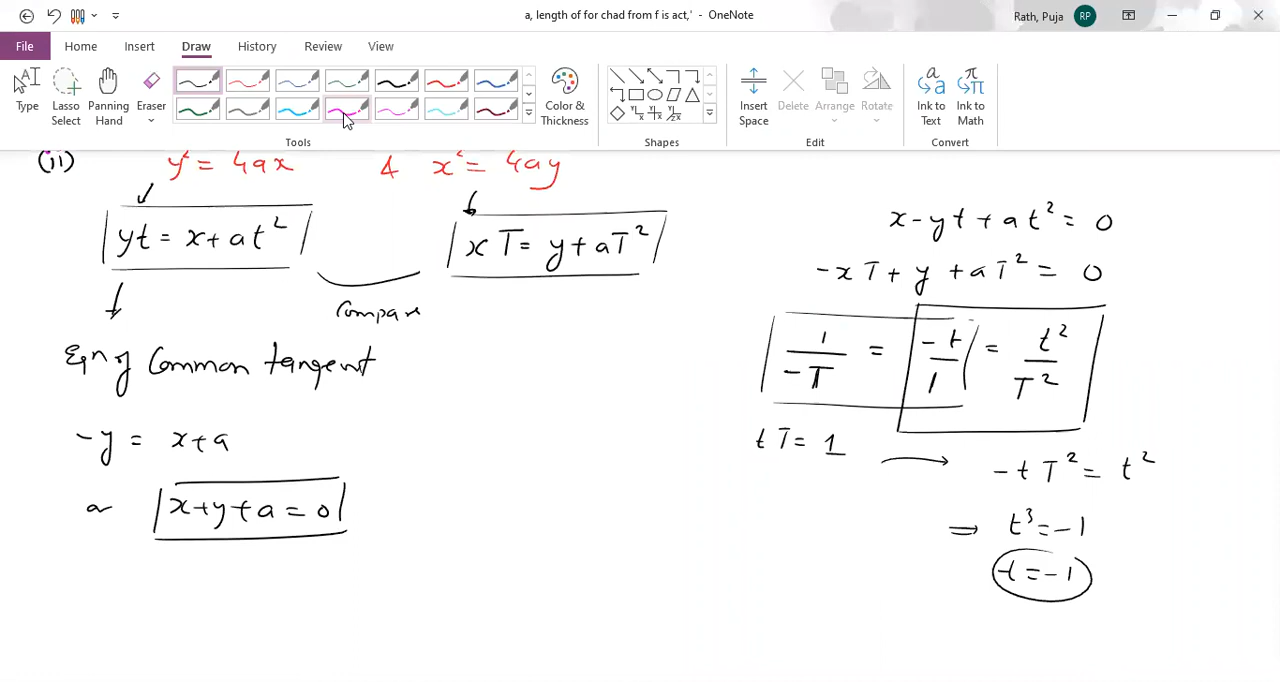 a, length of for chad from f is act,' - OneNote
Rath, Puja RP
File Home Insert Draw History Review View
Type Lasso Select Panning Hand Eraser Color & Thickness Insert Space Delete Arrange Rotate Ink to Text Ink to Math
Tools Shapes Edit Convert
(ii) y² = 4ax & x² = 4ay
yt = x + at² xT = y + aT²
Compare
Eqn of Common tangent
-y = x + a
x + y + a = 0
x - yt + at² = 0
-xT + y + aT² = 0
1/-T = -t/1 = t²/T²
tT = 1 → -tT² = t²
⇒ t³ = -1
t = -1